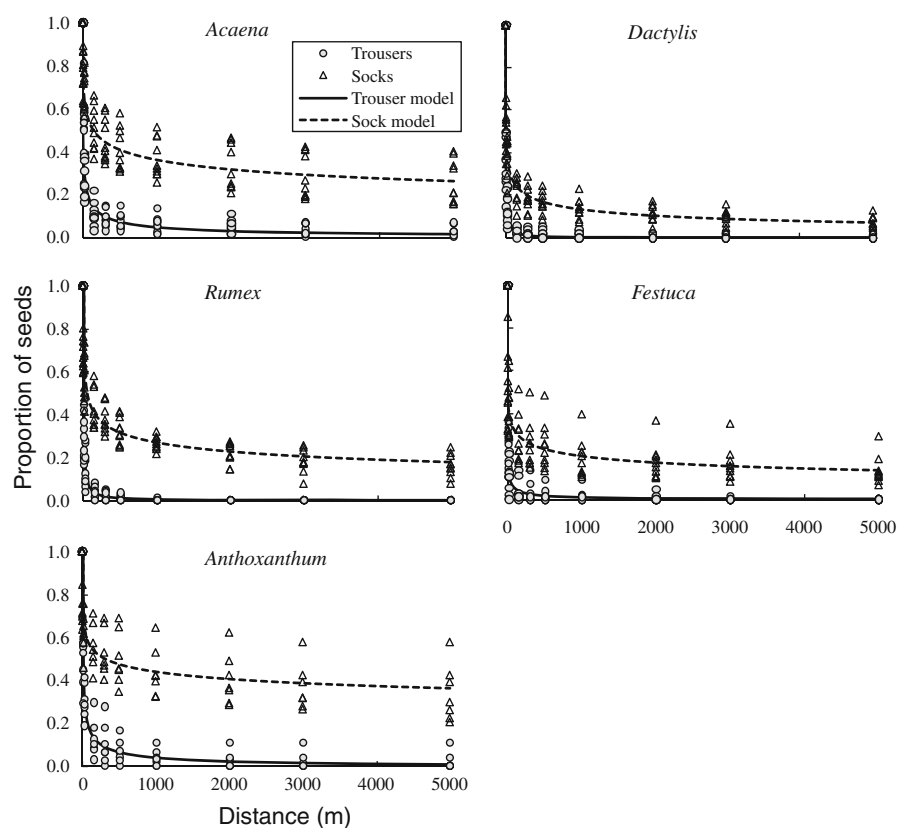 Acaena
1.0
0.8
0.6
0.4
0.2
0.0
Trousers
Socks
Trouser model
Sock model
Dactylis
Rumex
1.0
0.8
0.6
0.4
0.2
0.0
Festuca
0 1000 2000 3000 4000 5000
Anthoxanthum
1.0
0.8
0.6
0.4
0.2
0.0
0 1000 2000 3000 4000 5000
Proportion of seeds
Distance (m)